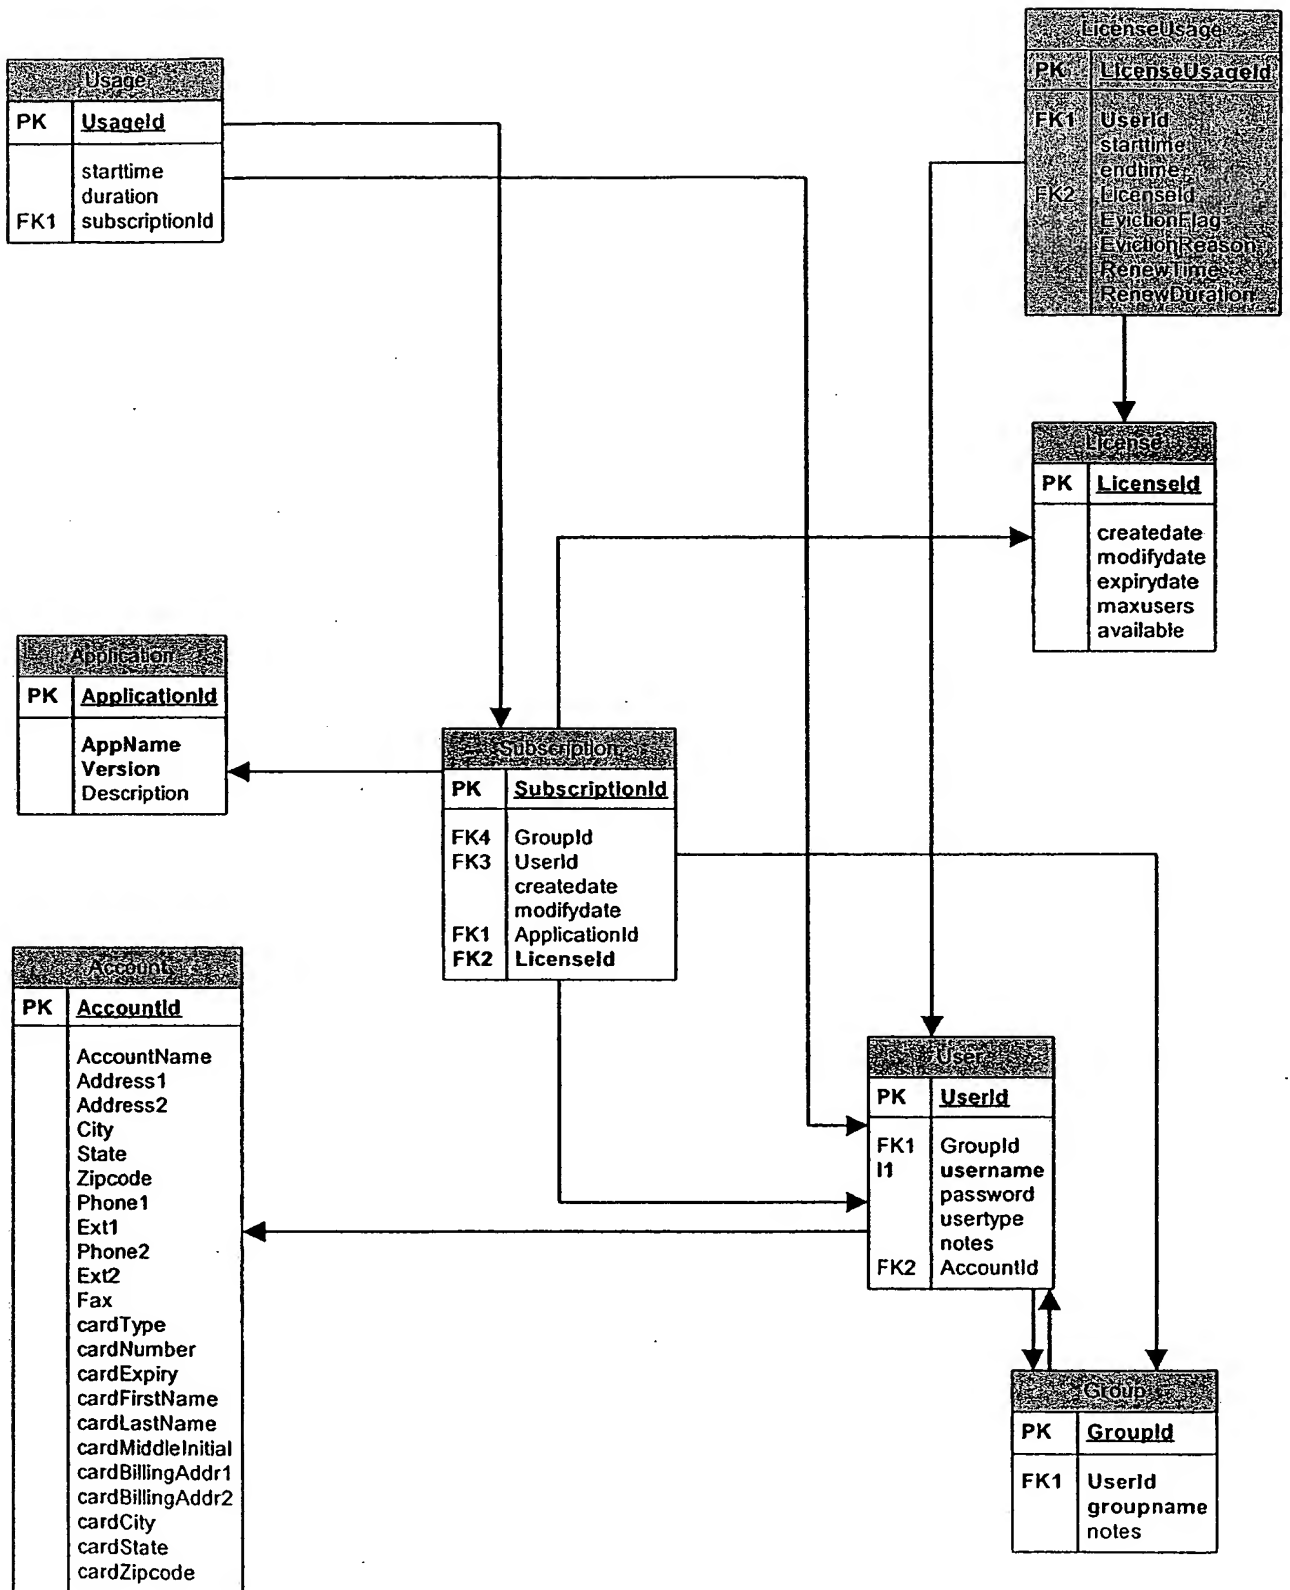 Usage
PK UsageId
starttime
duration
FK1 subscriptionId
LicenseUsage
PK LicenseUsageId
FK1 UserId
starttime
endtime
FK2 LicenseId
EvictionFlag
EvictionReason
RenewTime
RenewDuration
License
PK LicenseId
createdate
modifydate
expirydate
maxusers
available
Application
PK ApplicationId
AppName
Version
Description
Subscription
PK SubscriptionId
FK4 GroupId
FK3 UserId
createdate
modifydate
FK1 ApplicationId
FK2 LicenseId
Account
PK AccountId
AccountName
Address1
Address2
City
State
Zipcode
Phone1
Ext1
Phone2
Ext2
Fax
cardType
cardNumber
cardExpiry
cardFirstName
cardLastName
cardMiddleInitial
cardBillingAddr1
cardBillingAddr2
cardCity
cardState
cardZipcode
User
PK UserId
FK1 GroupId
I1 username
password
usertype
notes
FK2 AccountId
Group
PK GroupId
FK1 UserId
groupname
notes